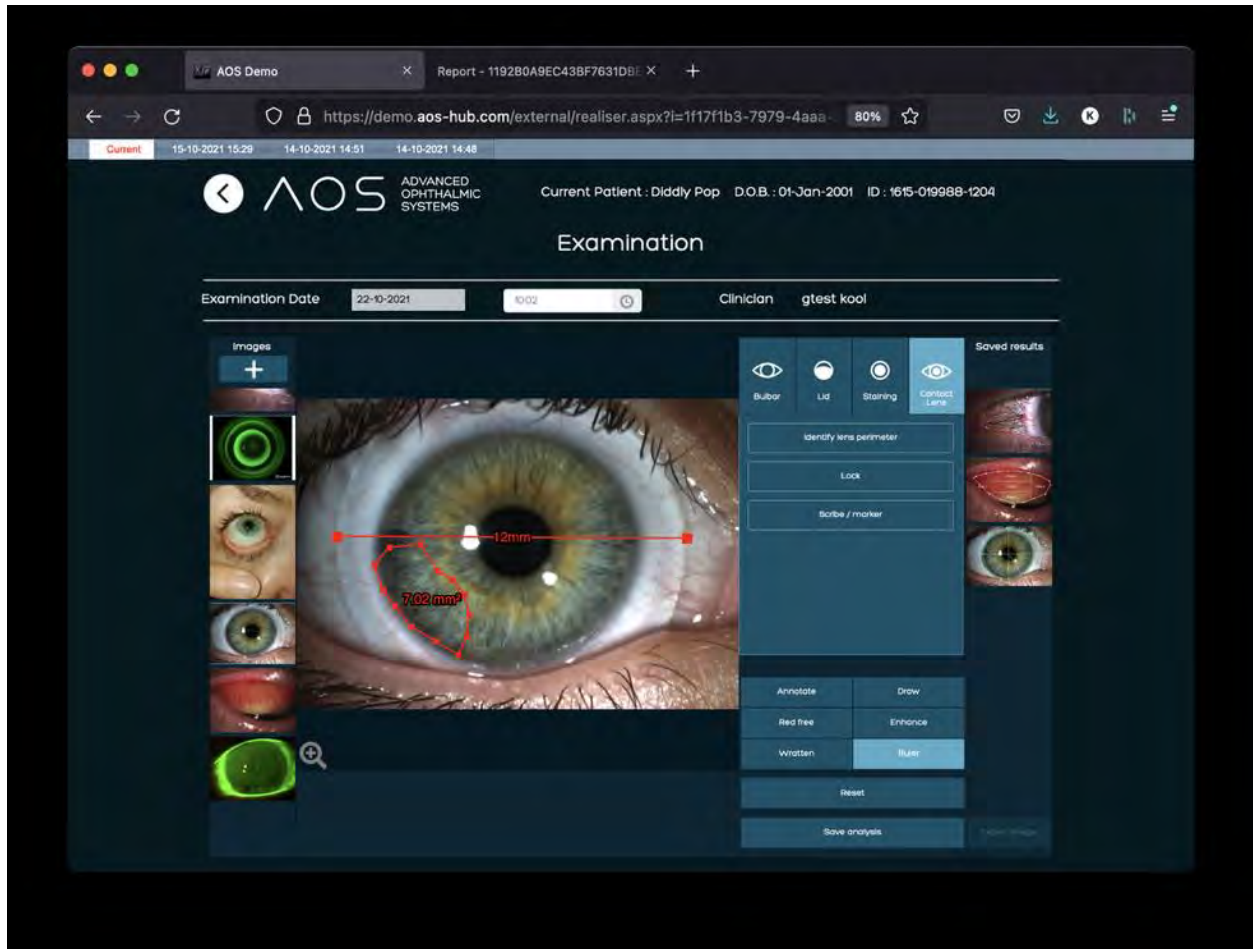 AOS Demo
Report - 1192B0A9EC43BF7631DBE
https://demo.aos-hub.com/external/realiser.aspx?i=1f17f1b3-7979-4aaa-
80%
K
Current 15-10-2021 15:29 14-10-2021 14:51 14-10-2021 14:48
AOS
ADVANCED
OPHTHALMIC
SYSTEMS
Current Patient : Diddly Pop D.O.B. : 01-Jan-2001 ID : 1615-019988-1204
Examination
Examination Date 22-10-2021 10:02 Clinician gtest kool
Images
Saved results
Bulbar Lid Staining Contact
Lens
Identify lens perimeter
Lock
Scribe / marker
12mm
7.02 mm²
Annotate Draw
Red free Enhance
Wratten Ruler
Reset
Save analysis